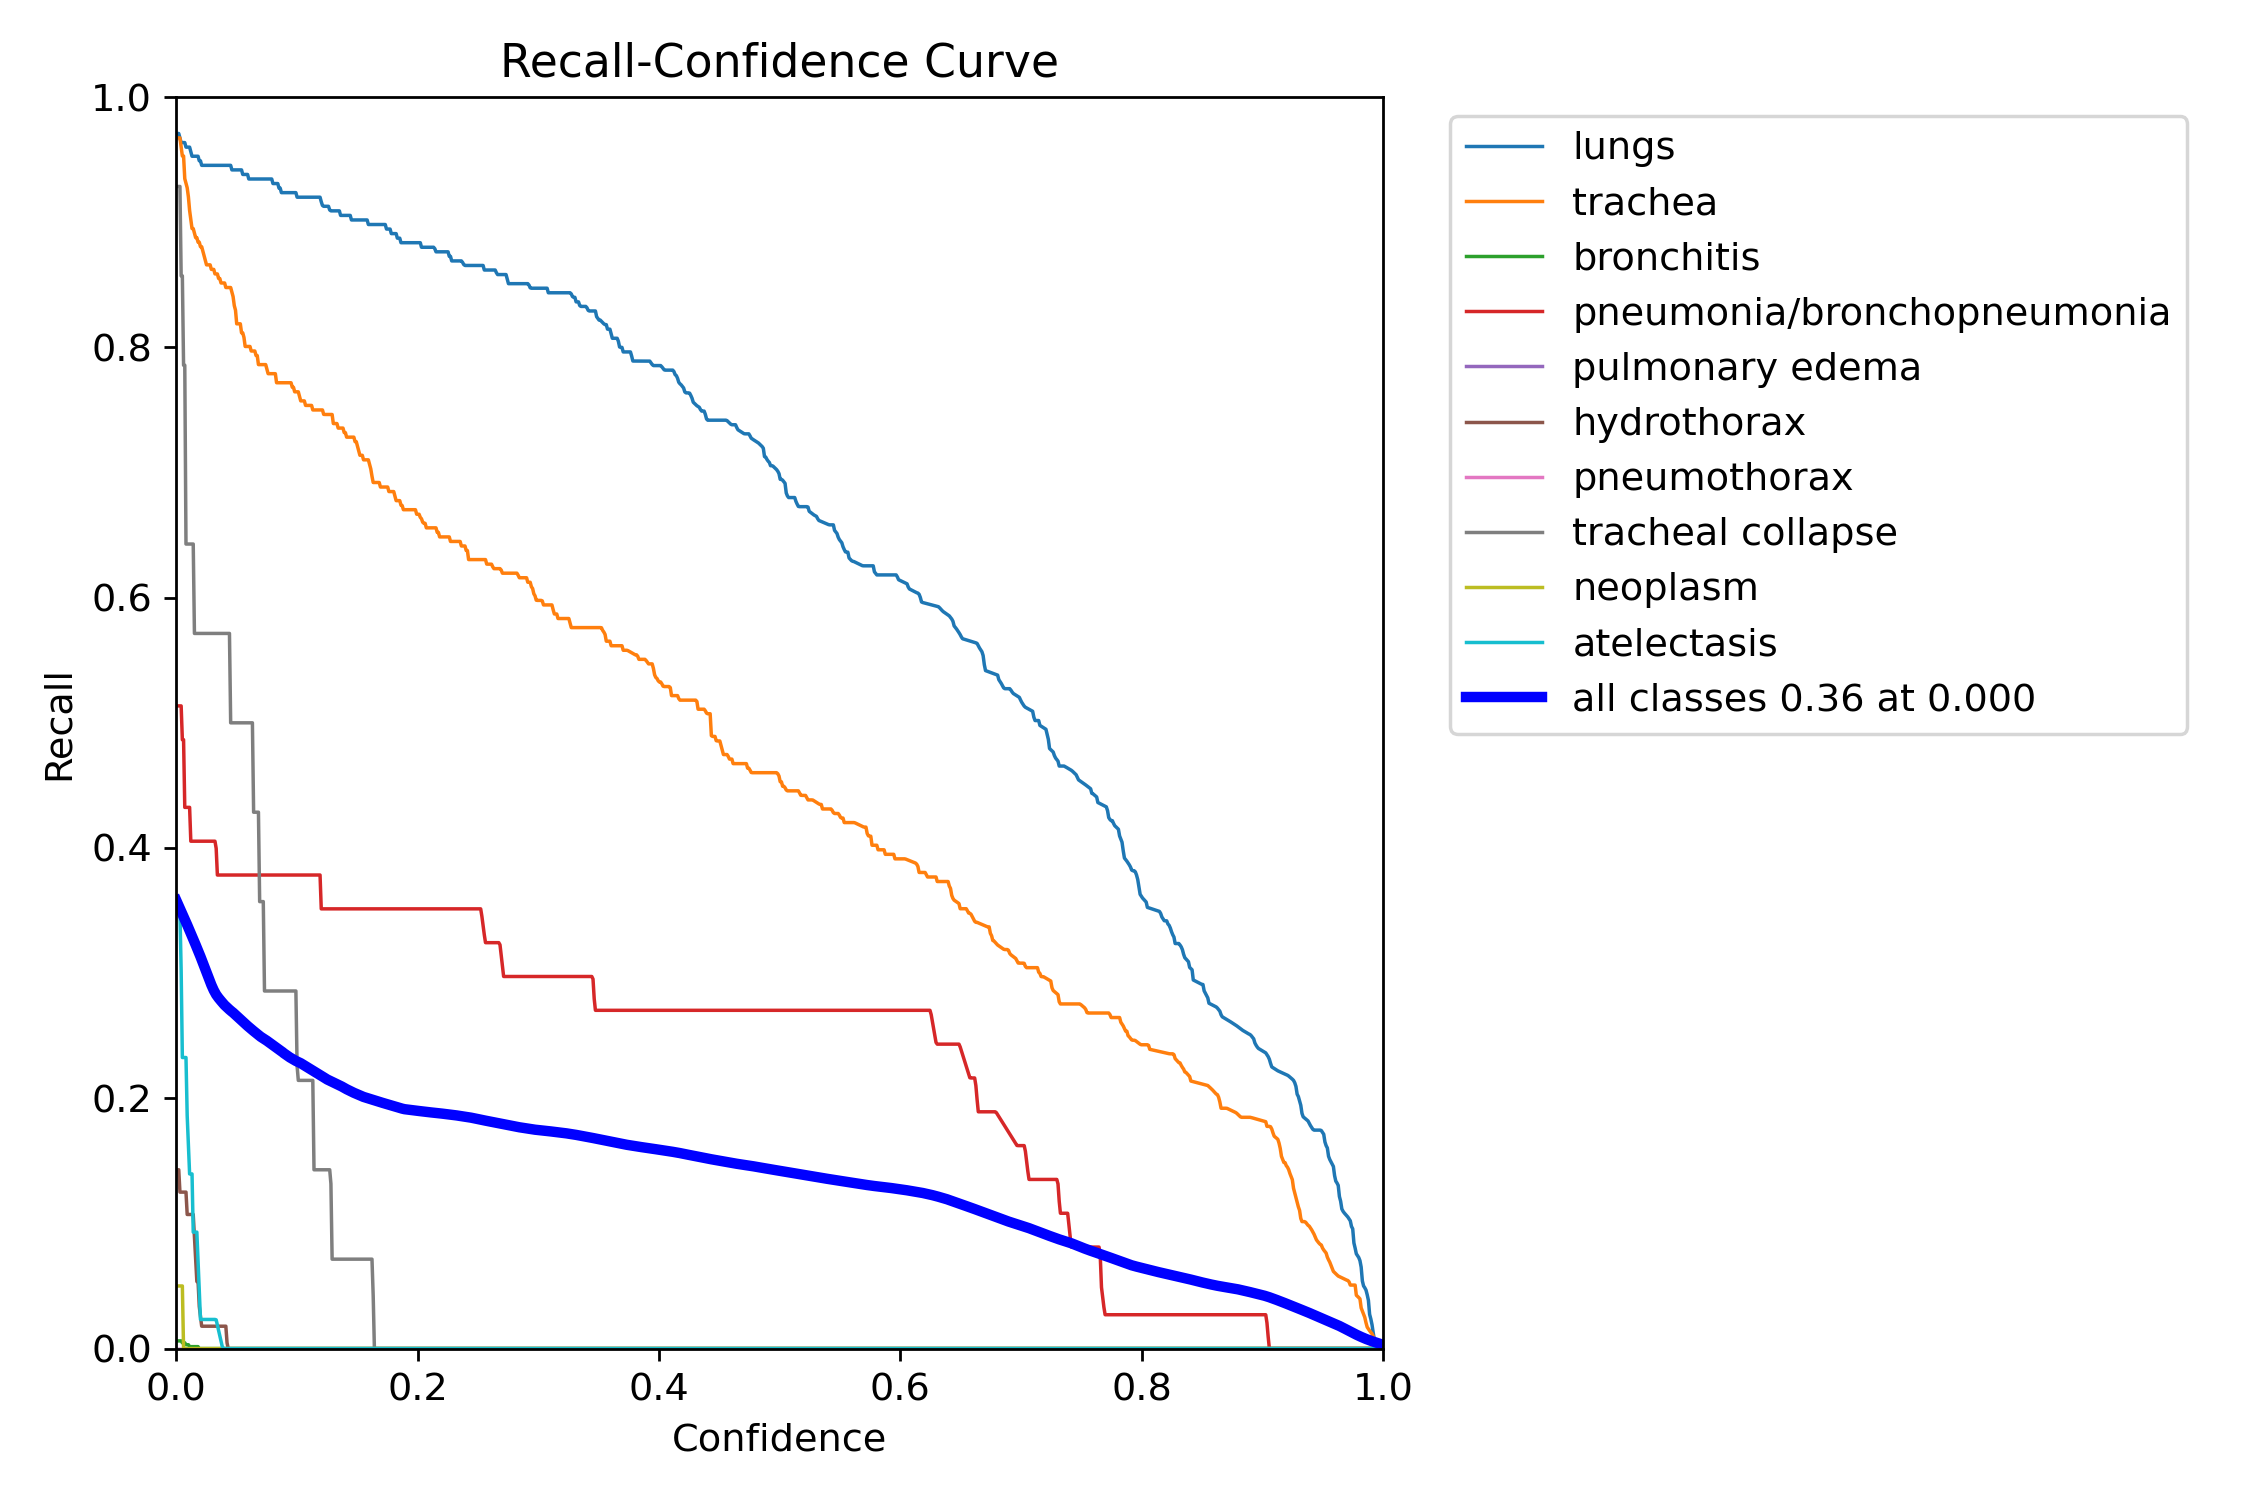 Recall-Confidence Curve
1.0
0.8
0.6
0.4
0.2
0.0
Recall
0.0 0.2 0.4 0.6 0.8 1.0
Confidence
lungs
trachea
bronchitis
pneumonia/bronchopneumonia
pulmonary edema
hydrothorax
pneumothorax
tracheal collapse
neoplasm
atelectasis
all classes 0.36 at 0.000